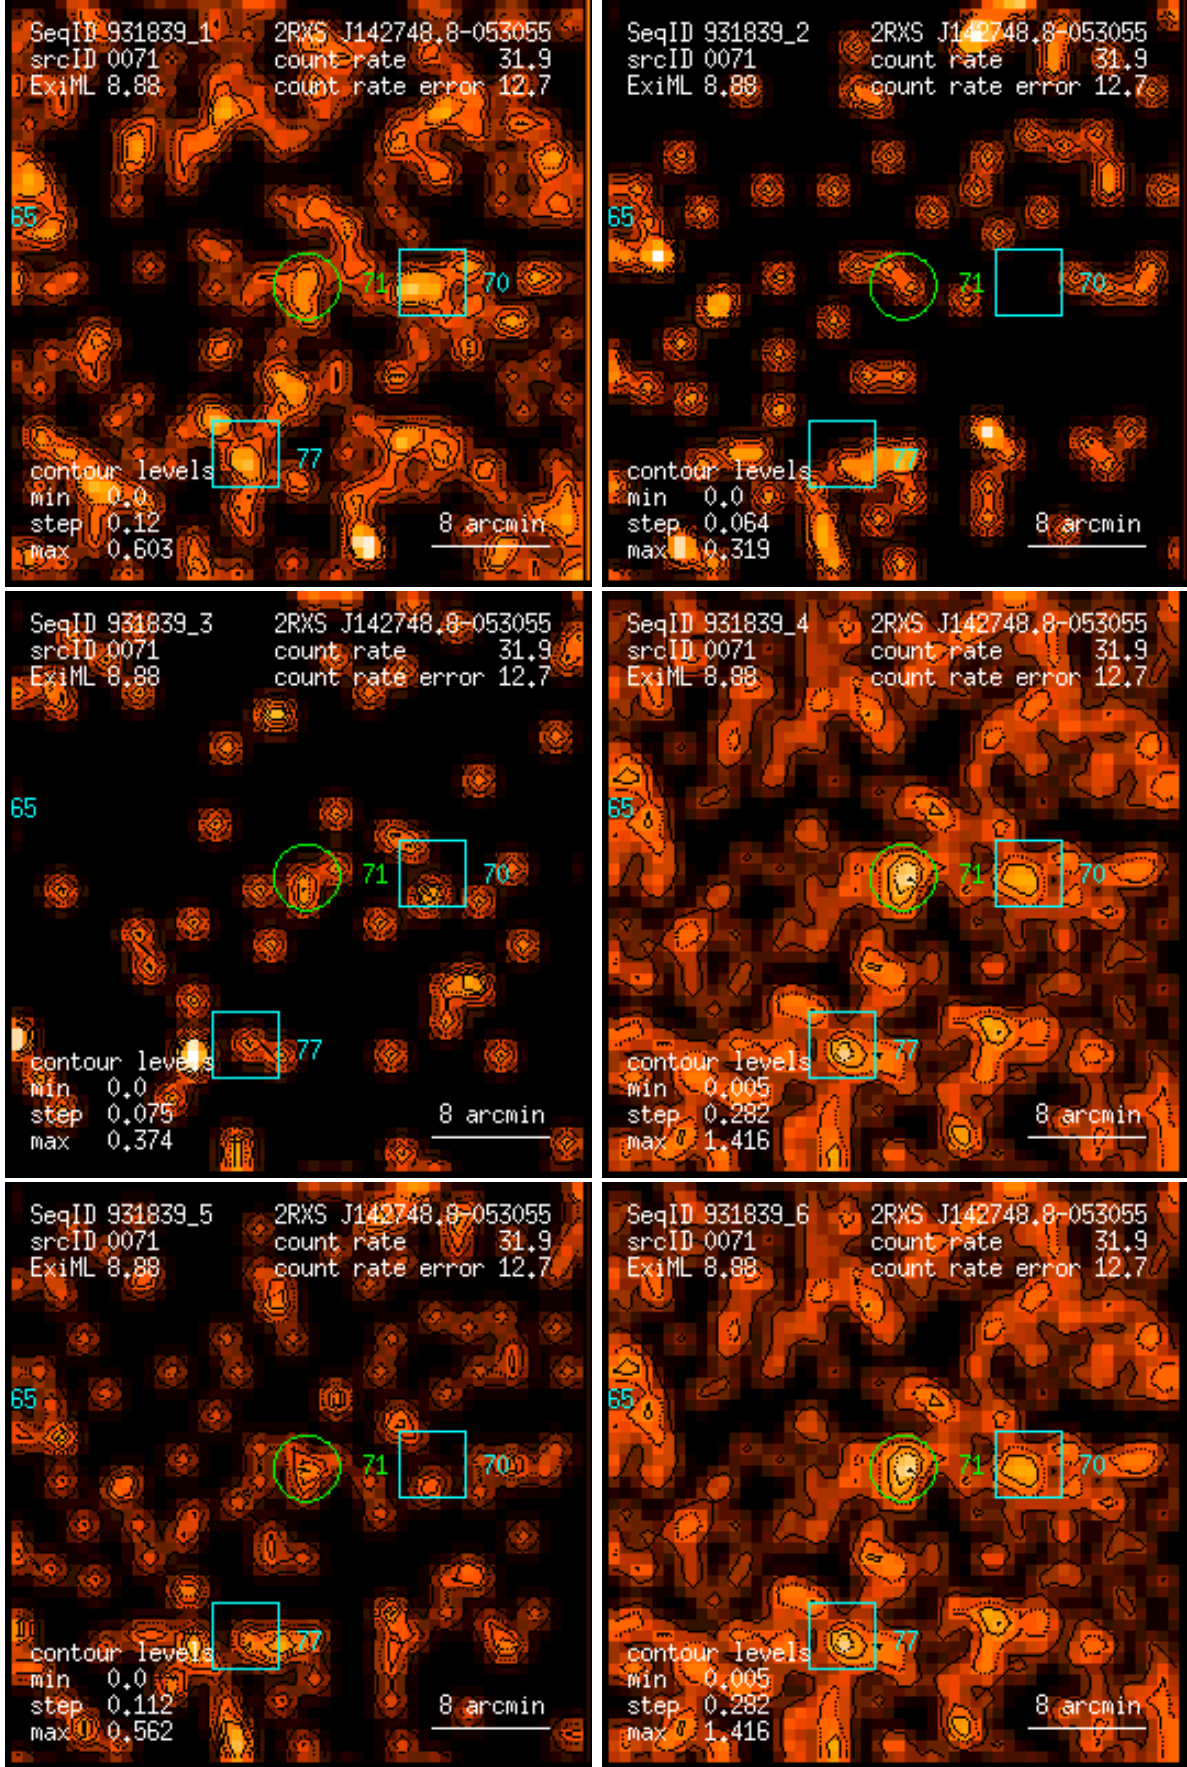 SeqID 931839_1 2RXS J142748.8-053055
srcID 0071 count rate 31.9
ExiML 8.88 count rate error 12.7
65
71 70
77
contour levels
min 0.0
step 0.12
max 0.603
8 arcmin
SeqID 931839_2 2RXS J142748.8-053055
srcID 0071 count rate 31.9
ExiML 8.88 count rate error 12.7
65
71 70
77
contour levels
min 0.0
step 0.064
max 0.319
8 arcmin
SeqID 931839_3 2RXS J142748.8-053055
srcID 0071 count rate 31.9
ExiML 8.88 count rate error 12.7
65
71 70
77
contour levels
min 0.0
step 0.075
max 0.374
8 arcmin
SeqID 931839_4 2RXS J142748.8-053055
srcID 0071 count rate 31.9
ExiML 8.88 count rate error 12.7
65
71 70
77
contour levels
min 0.005
step 0.282
max 1.416
8 arcmin
SeqID 931839_5 2RXS J142748.8-053055
srcID 0071 count rate 31.9
ExiML 8.88 count rate error 12.7
65
71 70
77
contour levels
min 0.0
step 0.112
max 0.562
8 arcmin
SeqID 931839_6 2RXS J142748.8-053055
srcID 0071 count rate 31.9
ExiML 8.88 count rate error 12.7
65
71 70
77
contour levels
min 0.005
step 0.282
max 1.416
8 arcmin